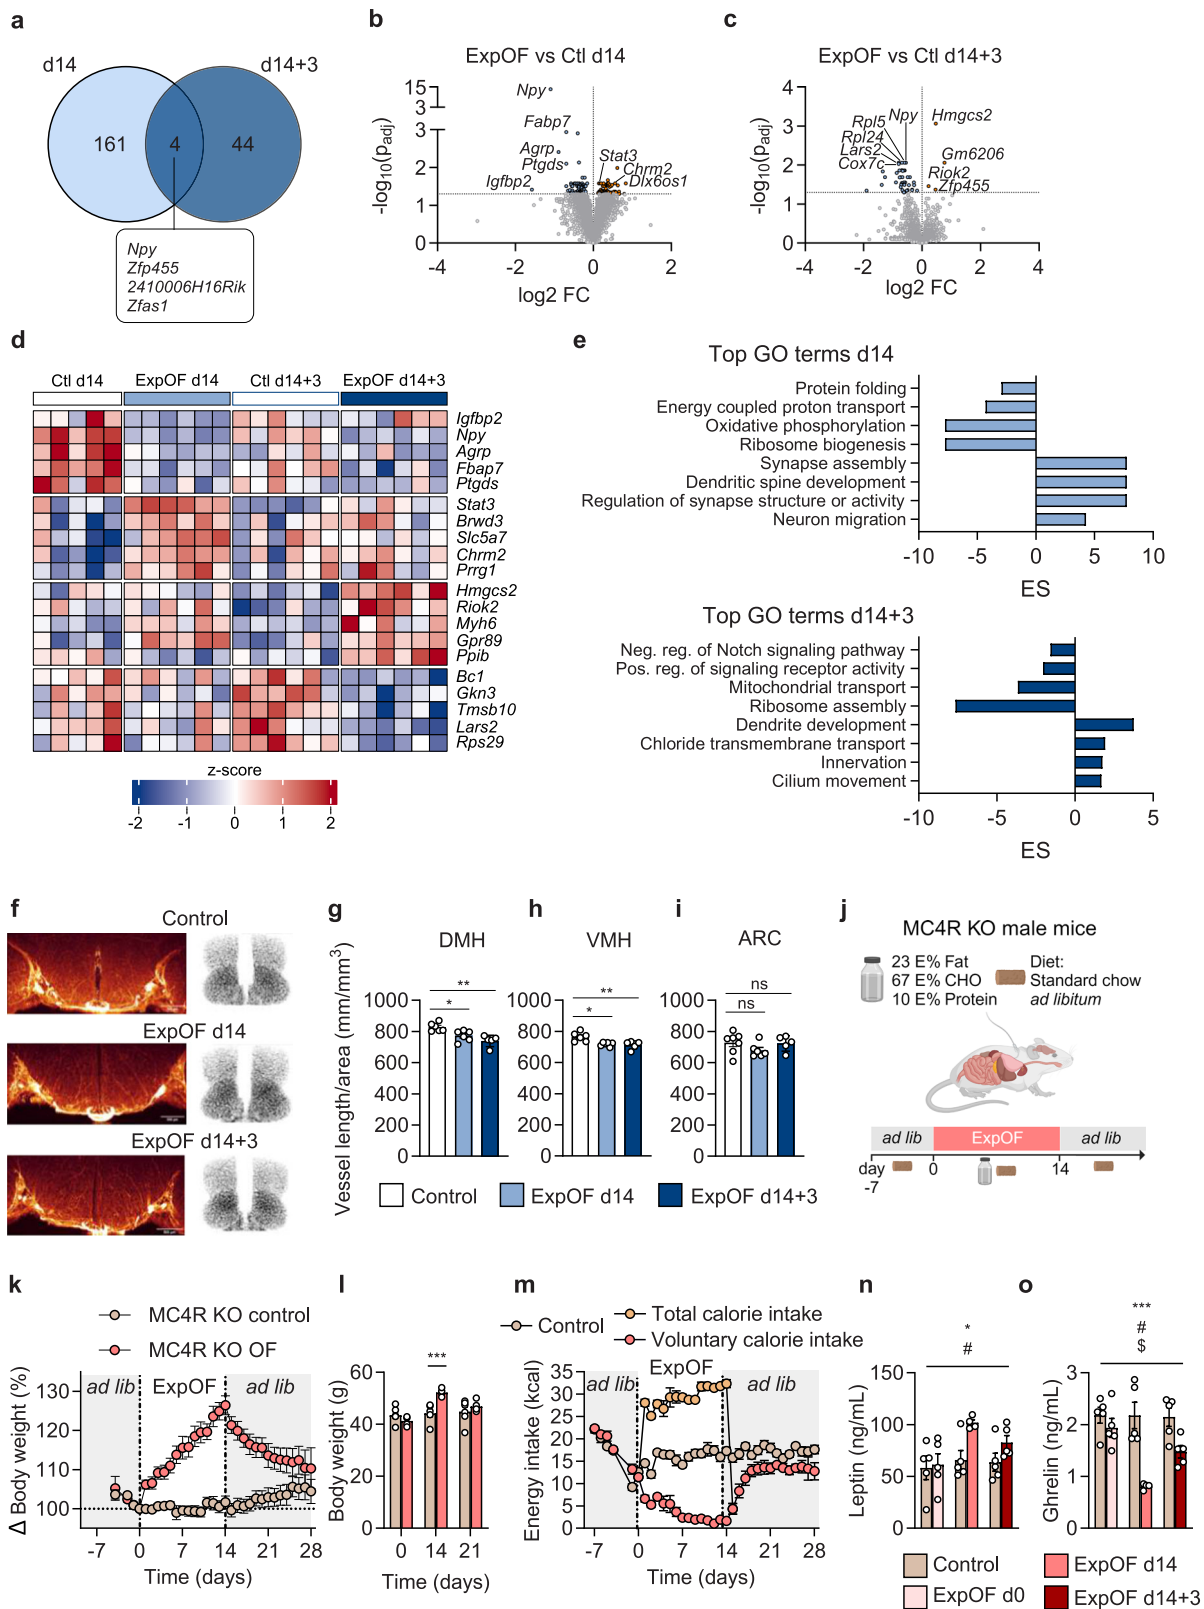 a
d14
d14+3
161
4
44
Npy
Zfp455
2410006H16Rik
Zfas1
b
ExpOF vs Ctl d14
-log10(padj)
15
3
3
2
1
0
Npy
Fabp7
Agrp
Ptgds
Igfbp2
Stat3
Chrm2
Dlx6os1
-4 -2 0 2
log2 FC
c
ExpOF vs Ctl d14+3
-log10(padj)
4
3
2
1
0
Rpl5
Npy
Hmgcs2
Rpl24
Lars2
Cox7c
Gm6206
Riok2
Zfp455
-4 -2 0 2 4
log2 FC
d
Ctl d14 ExpOF d14 Ctl d14+3 ExpOF d14+3
Igfbp2
Npy
Agrp
Fbap7
Ptgds
Stat3
Brwd3
Slc5a7
Chrm2
Prrg1
Hmgcs2
Riok2
Myh6
Gpr89
Ppib
Bc1
Gkn3
Tmsb10
Lars2
Rps29
z-score
-2 -1 0 1 2
e
Top GO terms d14
Protein folding
Energy coupled proton transport
Oxidative phosphorylation
Ribosome biogenesis
Synapse assembly
Dendritic spine development
Regulation of synapse structure or activity
Neuron migration
-10 -5 0 5 10
ES
Top GO terms d14+3
Neg. reg. of Notch signaling pathway
Pos. reg. of signaling receptor activity
Mitochondrial transport
Ribosome assembly
Dendrite development
Chloride transmembrane transport
Innervation
Cilium movement
-10 -5 0 5
ES
f
Control
ExpOF d14
ExpOF d14+3
g
DMH
Vessel length/area (mm/mm3)
1000
800
600
400
200
0
**
*
h
VMH
1000
800
600
400
200
0
**
*
i
ARC
1000
800
600
400
200
0
ns
ns
Control ExpOF d14 ExpOF d14+3
j
MC4R KO male mice
23 E% Fat
67 E% CHO
10 E% Protein
Diet:
Standard chow
ad libitum
ad lib ExpOF ad lib
day
-7 0 14
k
MC4R KO control
MC4R KO OF
Δ Body weight (%)
130
120
110
100
ad lib ExpOF ad lib
-7 0 7 14 21 28
Time (days)
l
Body weight (g)
60
40
20
0
***
0 14 21
Time (days)
m
Control
Total calorie intake
Voluntary calorie intake
ExpOF
Energy intake (kcal)
35
30
25
20
15
10
5
0
ad lib ad lib
-7 0 7 14 21 28
Time (days)
n
Leptin (ng/mL)
150
100
50
0
*
#
o
Ghrelin (ng/mL)
3
2
1
0
***
#
$
Control ExpOF d14
ExpOF d0 ExpOF d14+3